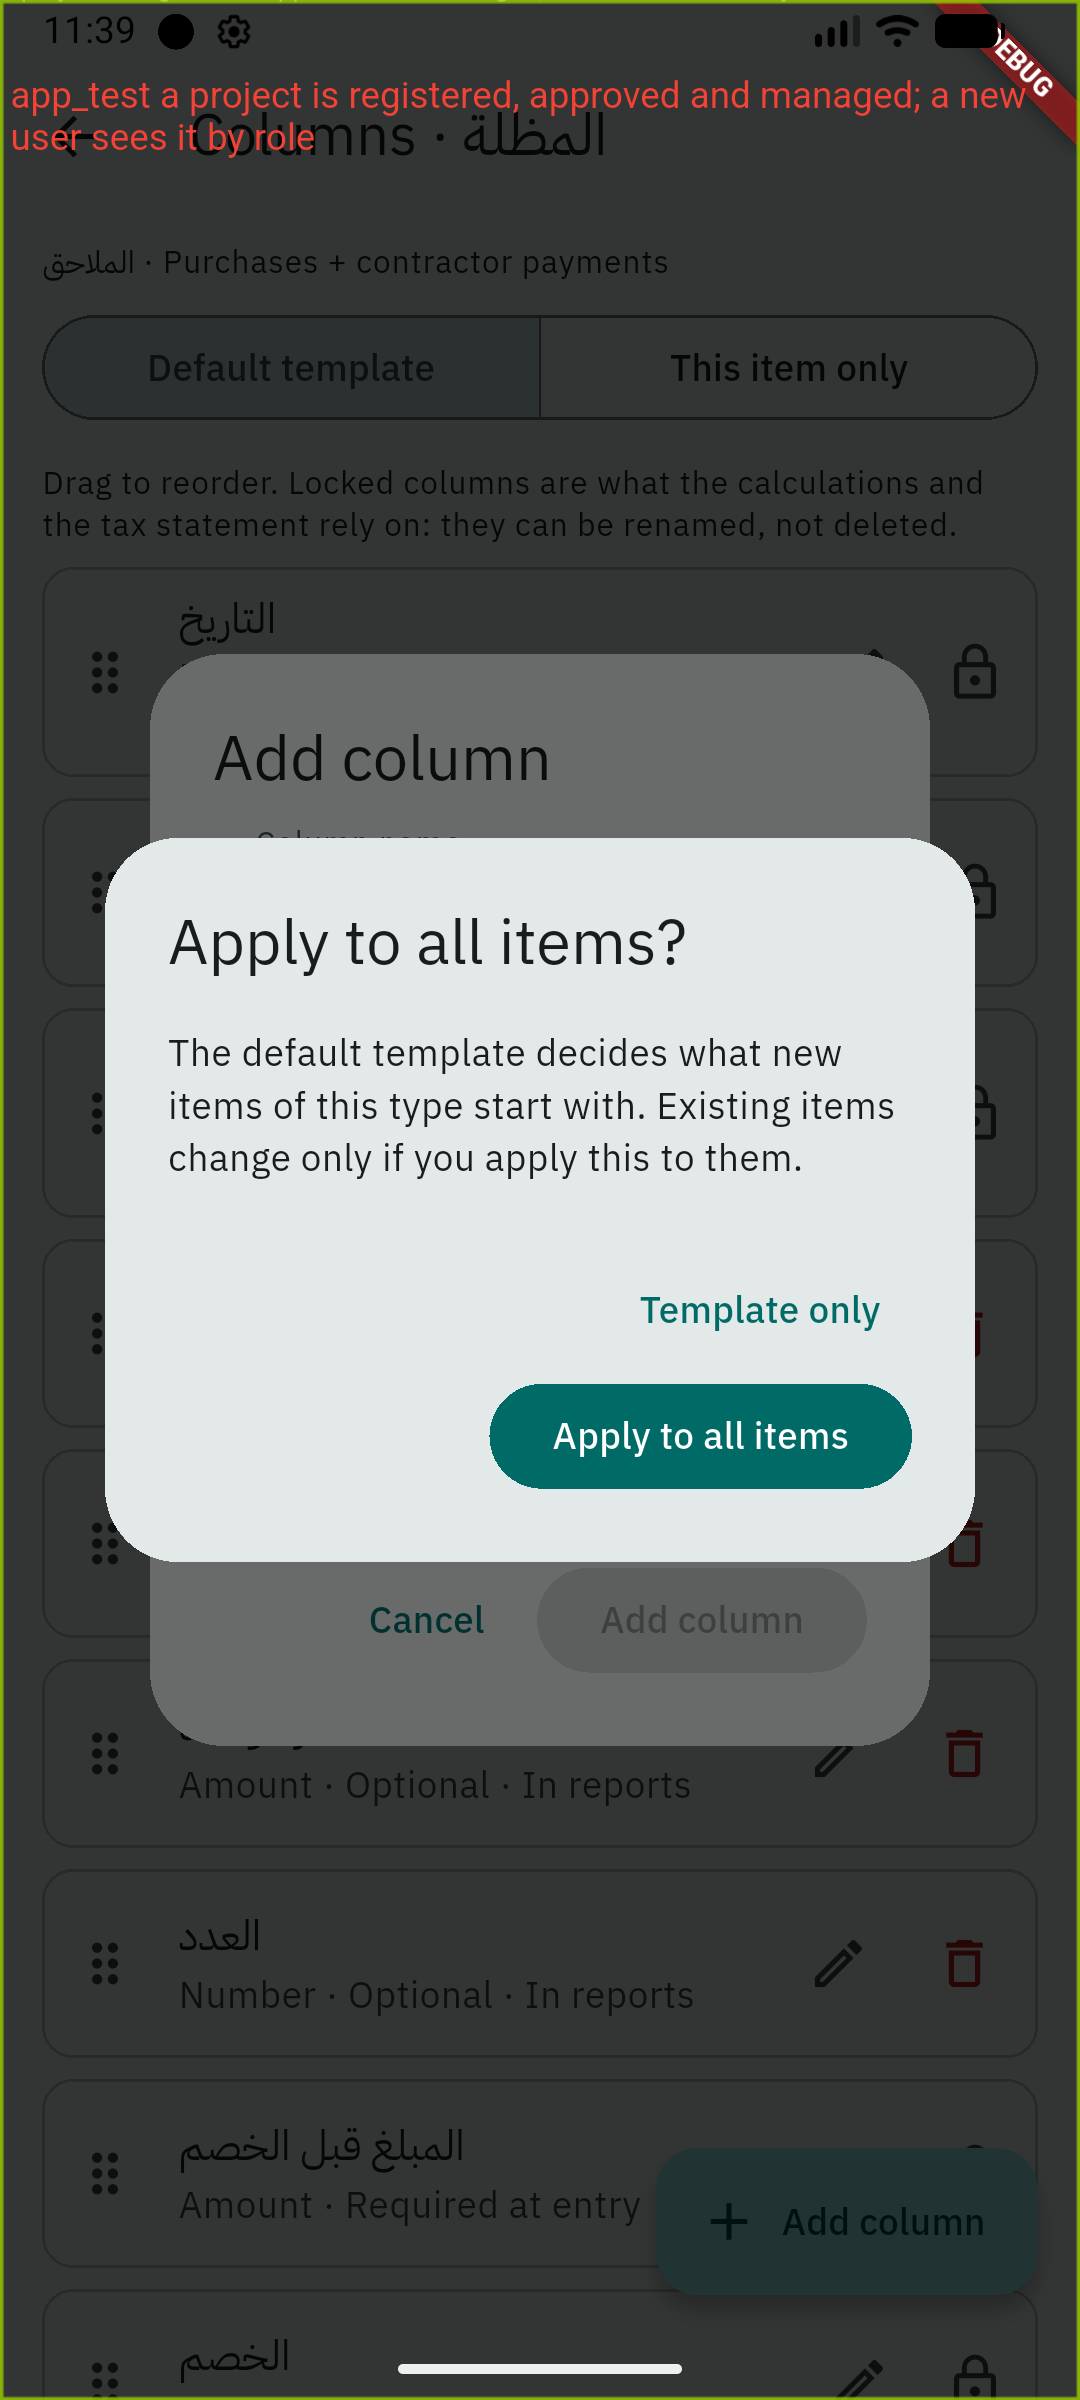 11:39
DEBUG
app_test a project is registered, approved and managed; a new
user sees it by role
Columns · المظلة
الملاحق · Purchases + contractor payments
Default template
This item only
Drag to reorder. Locked columns are what the calculations and
the tax statement rely on: they can be renamed, not deleted.
التاريخ
Add column
Column name
Apply to all items?
The default template decides what new
items of this type start with. Existing items
change only if you apply this to them.
Template only
Apply to all items
Cancel
Add column
Amount · Optional · In reports
العدد
Number · Optional · In reports
المبلغ قبل الخصم
Amount · Required at entry
Add column
الخصم